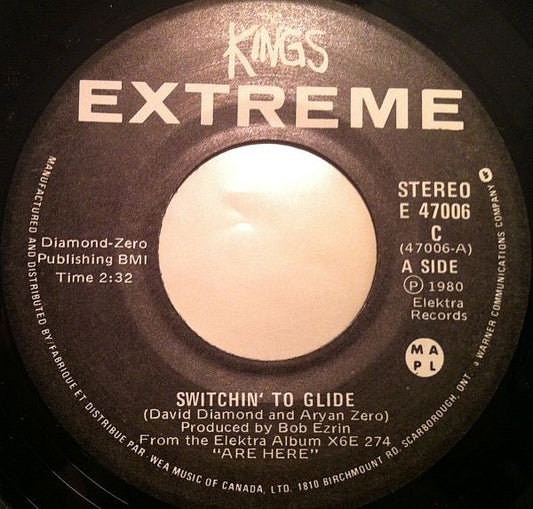 THE KINGS
EXTREME
STEREO
E 47006
C
(47006-A)
A SIDE
Ⓟ 1980
Elektra
Records
M A
P L
Diamond-Zero
Publishing BMI
Time 2:32
SWITCHIN' TO GLIDE
(David Diamond and Aryan Zero)
Produced by Bob Ezrin
From the Elektra Album X6E 274
"ARE HERE"
MANUFACTURED AND DISTRIBUTED BY/FABRIQUE ET DISTRIBUE PAR. WEA MUSIC OF CANADA, LTD. 1810 BIRCHMOUNT RD, SCARBOROUGH, ONT. a WARNER COMMUNICATIONS COMPANY